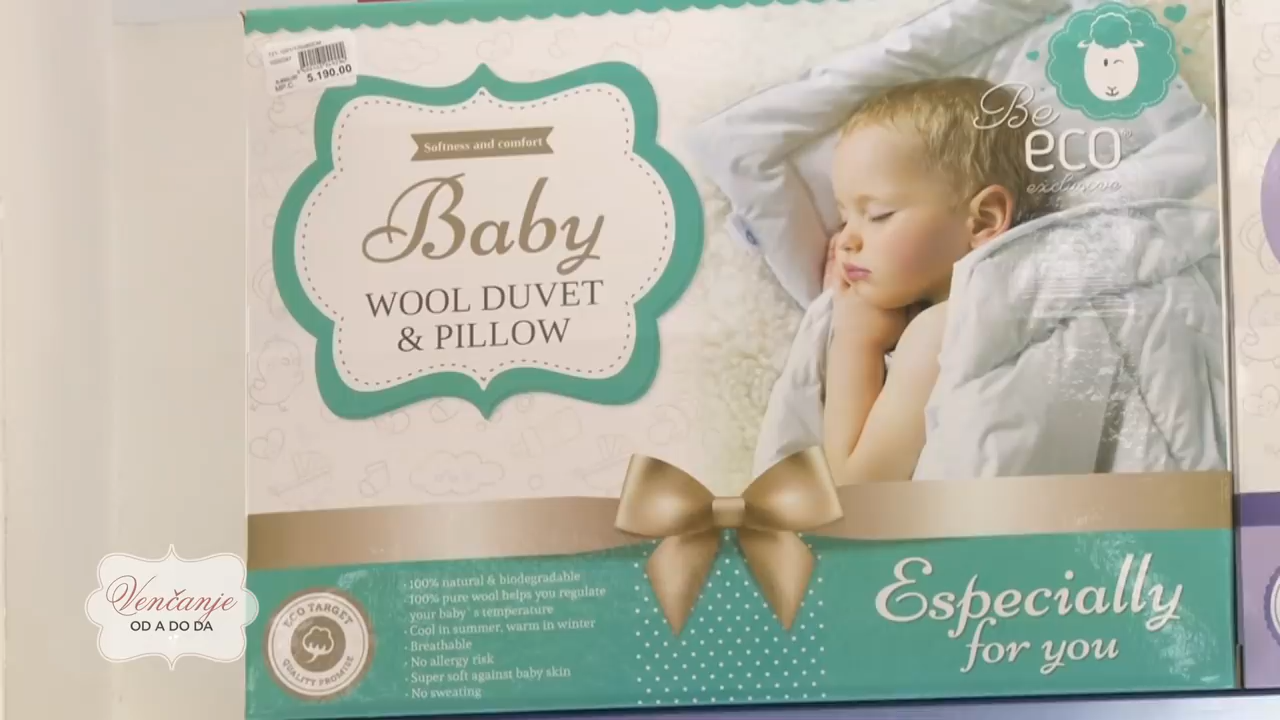 5.190,00
Softness and comfort
Baby
WOOL DUVET
& PILLOW
Be
eco
exclusive
ECO TARGET
QUALITY PROMISE
· 100% natural & biodegradable
· 100% pure wool helps you regulate
your baby`s temperature
· Cool in summer, warm in winter
· Breathable
· No allergy risk
· Super soft against baby skin
· No sweating
Especially
for you
Venčanje
OD A DO DA